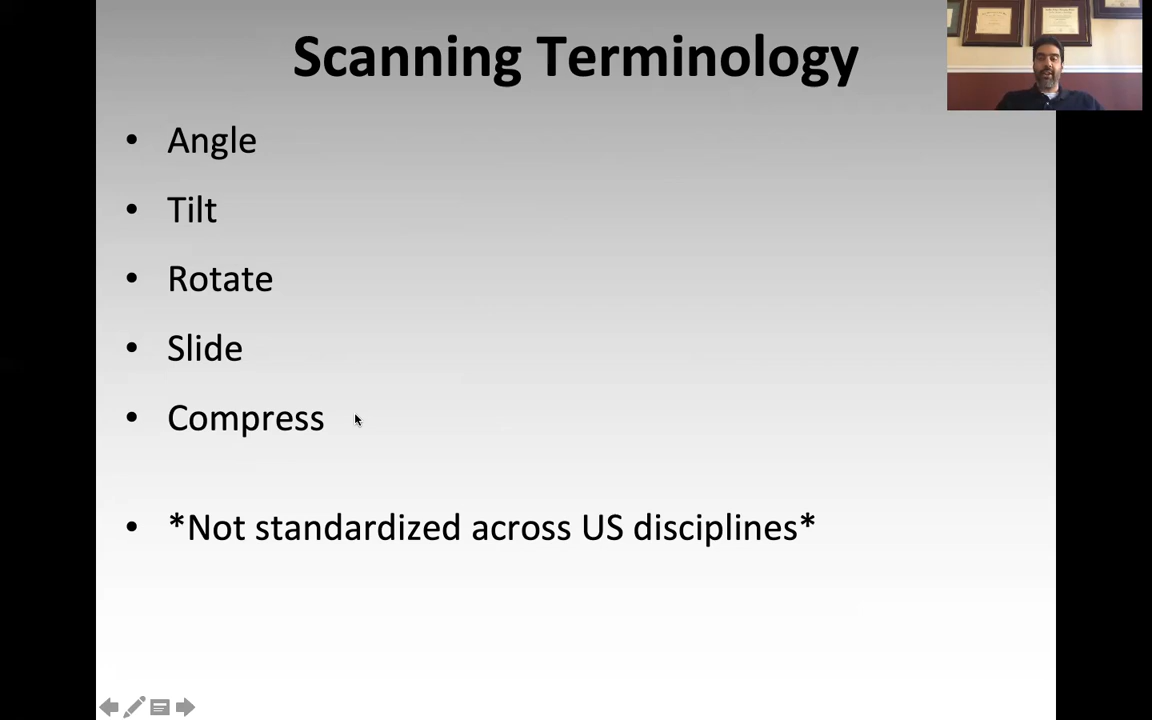 Scanning Terminology
• Angle
• Tilt
• Rotate
• Slide
• Compress
• *Not standardized across US disciplines*